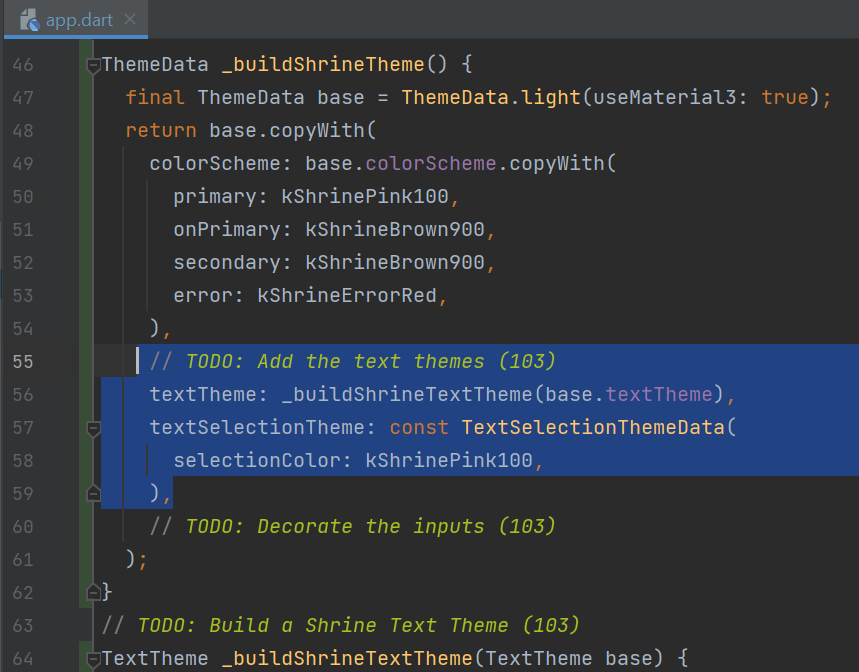 app.dart
46 ThemeData _buildShrineTheme() {
47 final ThemeData base = ThemeData.light(useMaterial3: true);
48 return base.copyWith(
49 colorScheme: base.colorScheme.copyWith(
50 primary: kShrinePink100,
51 onPrimary: kShrineBrown900,
52 secondary: kShrineBrown900,
53 error: kShrineErrorRed,
54 ),
55 // TODO: Add the text themes (103)
56 textTheme: _buildShrineTextTheme(base.textTheme),
57 textSelectionTheme: const TextSelectionThemeData(
58 selectionColor: kShrinePink100,
59 ),
60 // TODO: Decorate the inputs (103)
61 );
62 }
63 // TODO: Build a Shrine Text Theme (103)
64 TextTheme _buildShrineTextTheme(TextTheme base) {